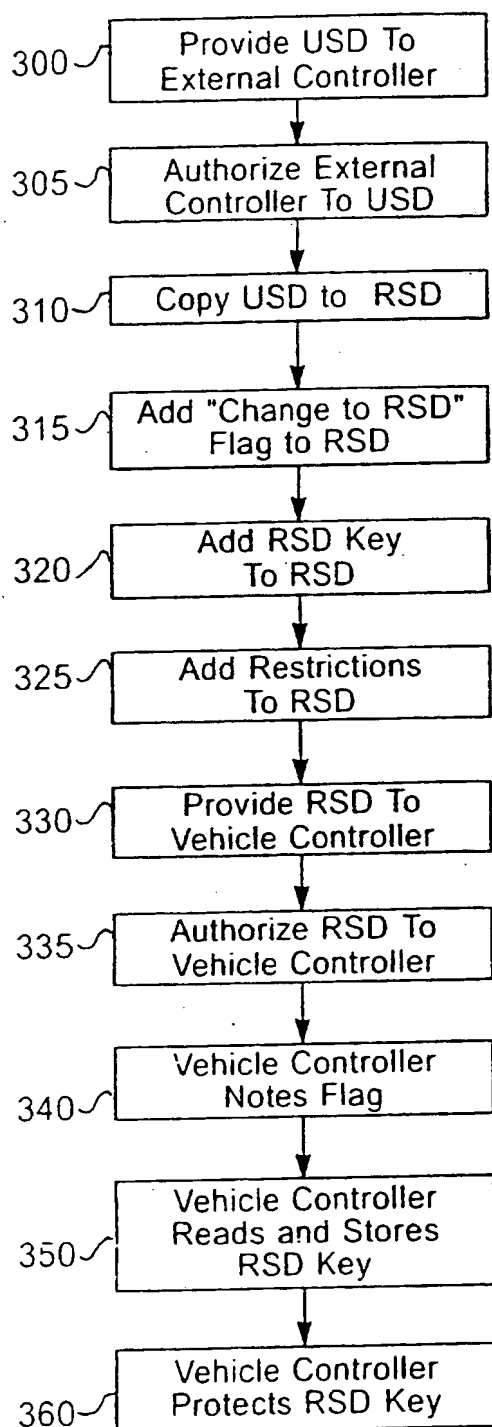 300
Provide USD To
External Controller
305
Authorize External
Controller To USD
310
Copy USD to RSD
315
Add "Change to RSD"
Flag to RSD
320
Add RSD Key
To RSD
325
Add Restrictions
To RSD
330
Provide RSD To
Vehicle Controller
335
Authorize RSD To
Vehicle Controller
340
Vehicle Controller
Notes Flag
350
Vehicle Controller
Reads and Stores
RSD Key
360
Vehicle Controller
Protects RSD Key